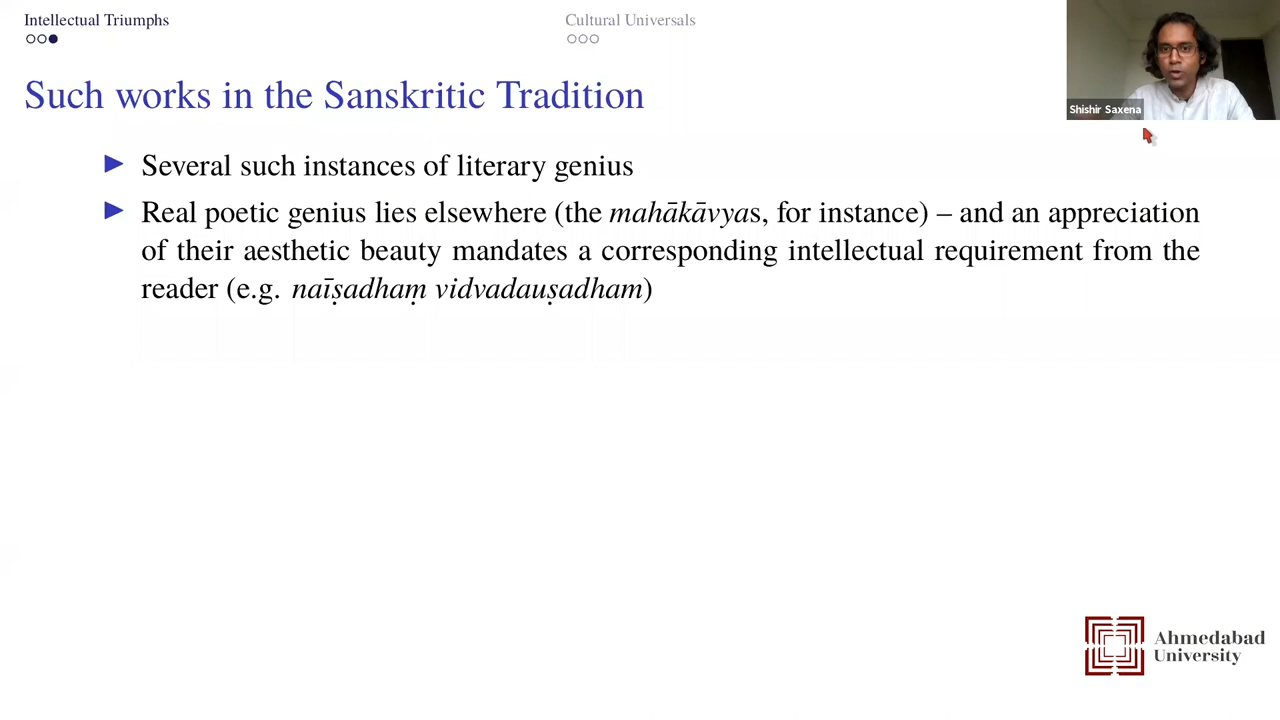 Intellectual Triumphs
Cultural Universals
Shishir Saxena
Such works in the Sanskritic Tradition
Several such instances of literary genius
Real poetic genius lies elsewhere (the mahākāvyas, for instance) – and an appreciation
of their aesthetic beauty mandates a corresponding intellectual requirement from the
reader (e.g. naīṣadhaṃ vidvadauṣadham)
Ahmedabad
University